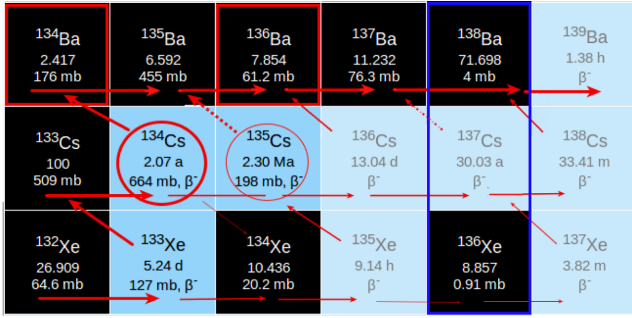 ¹³⁴Ba
2.417
176 mb
¹³⁵Ba
6.592
455 mb
¹³⁶Ba
7.854
61.2 mb
¹³⁷Ba
11.232
76.3 mb
¹³⁸Ba
71.698
4 mb
¹³⁹Ba
1.38 h
β⁻
¹³³Cs
100
509 mb
¹³⁴Cs
2.07 a
664 mb, β⁻
¹³⁵Cs
2.30 Ma
198 mb, β⁻
¹³⁶Cs
13.04 d
β⁻
¹³⁷Cs
30.03 a
β⁻
¹³⁸Cs
33.41 m
β⁻
¹³²Xe
26.909
64.6 mb
¹³³Xe
5.24 d
127 mb, β⁻
¹³⁴Xe
10.436
20.2 mb
¹³⁵Xe
9.14 h
β⁻
¹³⁶Xe
8.857
0.91 mb
¹³⁷Xe
3.82 m
β⁻